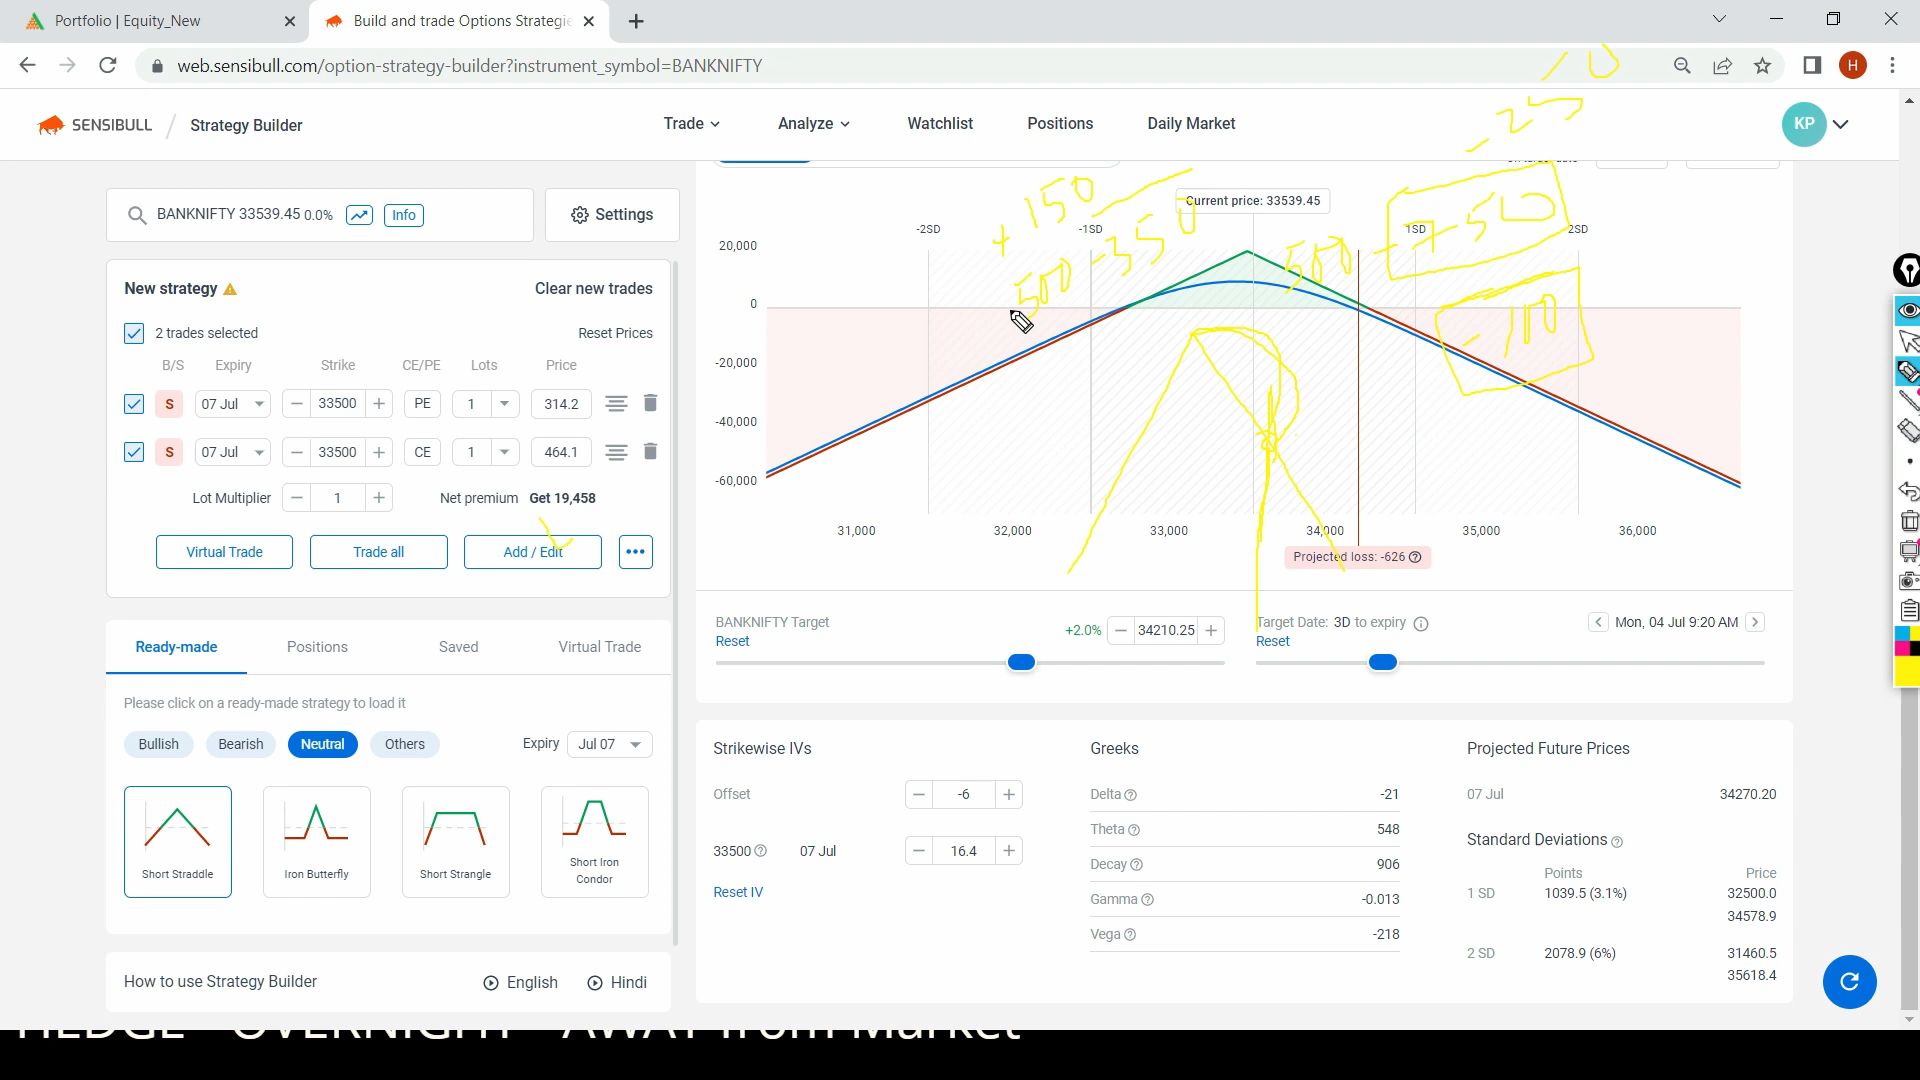 Portfolio | Equity_New
Build and trade Options Strategie
web.sensibull.com/option-strategy-builder?instrument_symbol=BANKNIFTY
H
SENSIBULL / Strategy Builder
Trade
Analyze
Watchlist
Positions
Daily Market
KP
BANKNIFTY 33539.45 0.0%
Info
Settings
New strategy
Clear new trades
2 trades selected
Reset Prices
B/S Expiry Strike CE/PE Lots Price
S 07 Jul − 33500 + PE 1 314.2
S 07 Jul − 33500 + CE 1 464.1
Lot Multiplier − 1 + Net premium Get 19,458
Virtual Trade
Trade all
Add / Edit
Ready-made
Positions
Saved
Virtual Trade
Please click on a ready-made strategy to load it
Bullish
Bearish
Neutral
Others
Expiry Jul 07
Short Straddle
Iron Butterfly
Short Strangle
Short Iron
Condor
How to use Strategy Builder
English
Hindi
Current price: 33539.45
-2SD
-1SD
1SD
2SD
20,000
0
-20,000
-40,000
-60,000
31,000
32,000
33,000
34,000
35,000
36,000
Projected loss: -626
+ 150
- 350
500
500
- 750
- 25
BANKNIFTY Target
Reset
+2.0% − 34210.25 +
Target Date: 3D to expiry
Reset
Mon, 04 Jul 9:20 AM
Strikewise IVs
Offset − -6 +
33500 07 Jul − 16.4 +
Reset IV
Greeks
Delta -21
Theta 548
Decay 906
Gamma -0.013
Vega -218
Projected Future Prices
07 Jul 34270.20
Standard Deviations
Points Price
1 SD 1039.5 (3.1%) 32500.0
34578.9
2 SD 2078.9 (6%) 31460.5
35618.4
HEDGE - OVERNIGHT - AWAY from Market